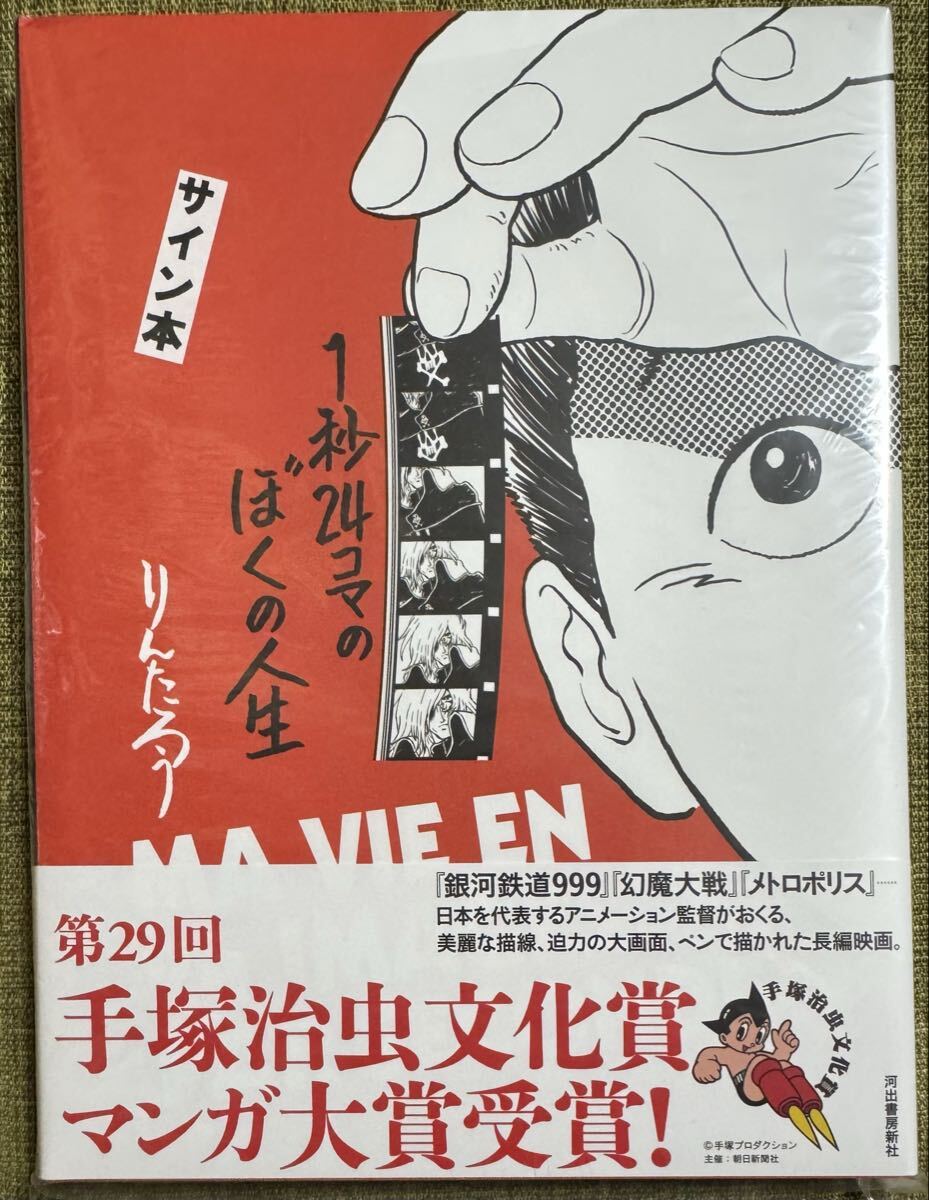 サイン本
1秒24コマの
ぼくの人生
りんたろう
MA VIE EN
『銀河鉄道999』『幻魔大戦』『メトロポリス』……
日本を代表するアニメーション監督がおくる、
美麗な描線、迫力の大画面、ペンで描かれた長編映画。
第29回
手塚治虫文化賞
マンガ大賞受賞!
手塚治虫文化賞
©手塚プロダクション
主催：朝日新聞社
河出書房新社